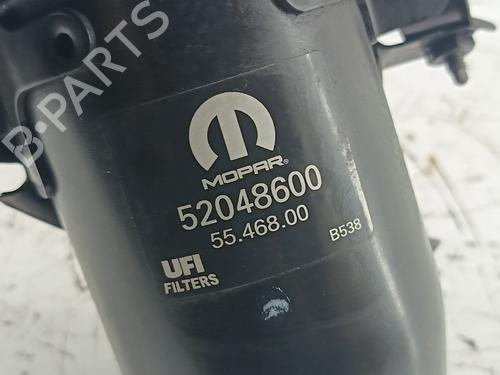 B-PARTS
MOPAR®
52048600
55.468.00
B538
UFI
FILTERS